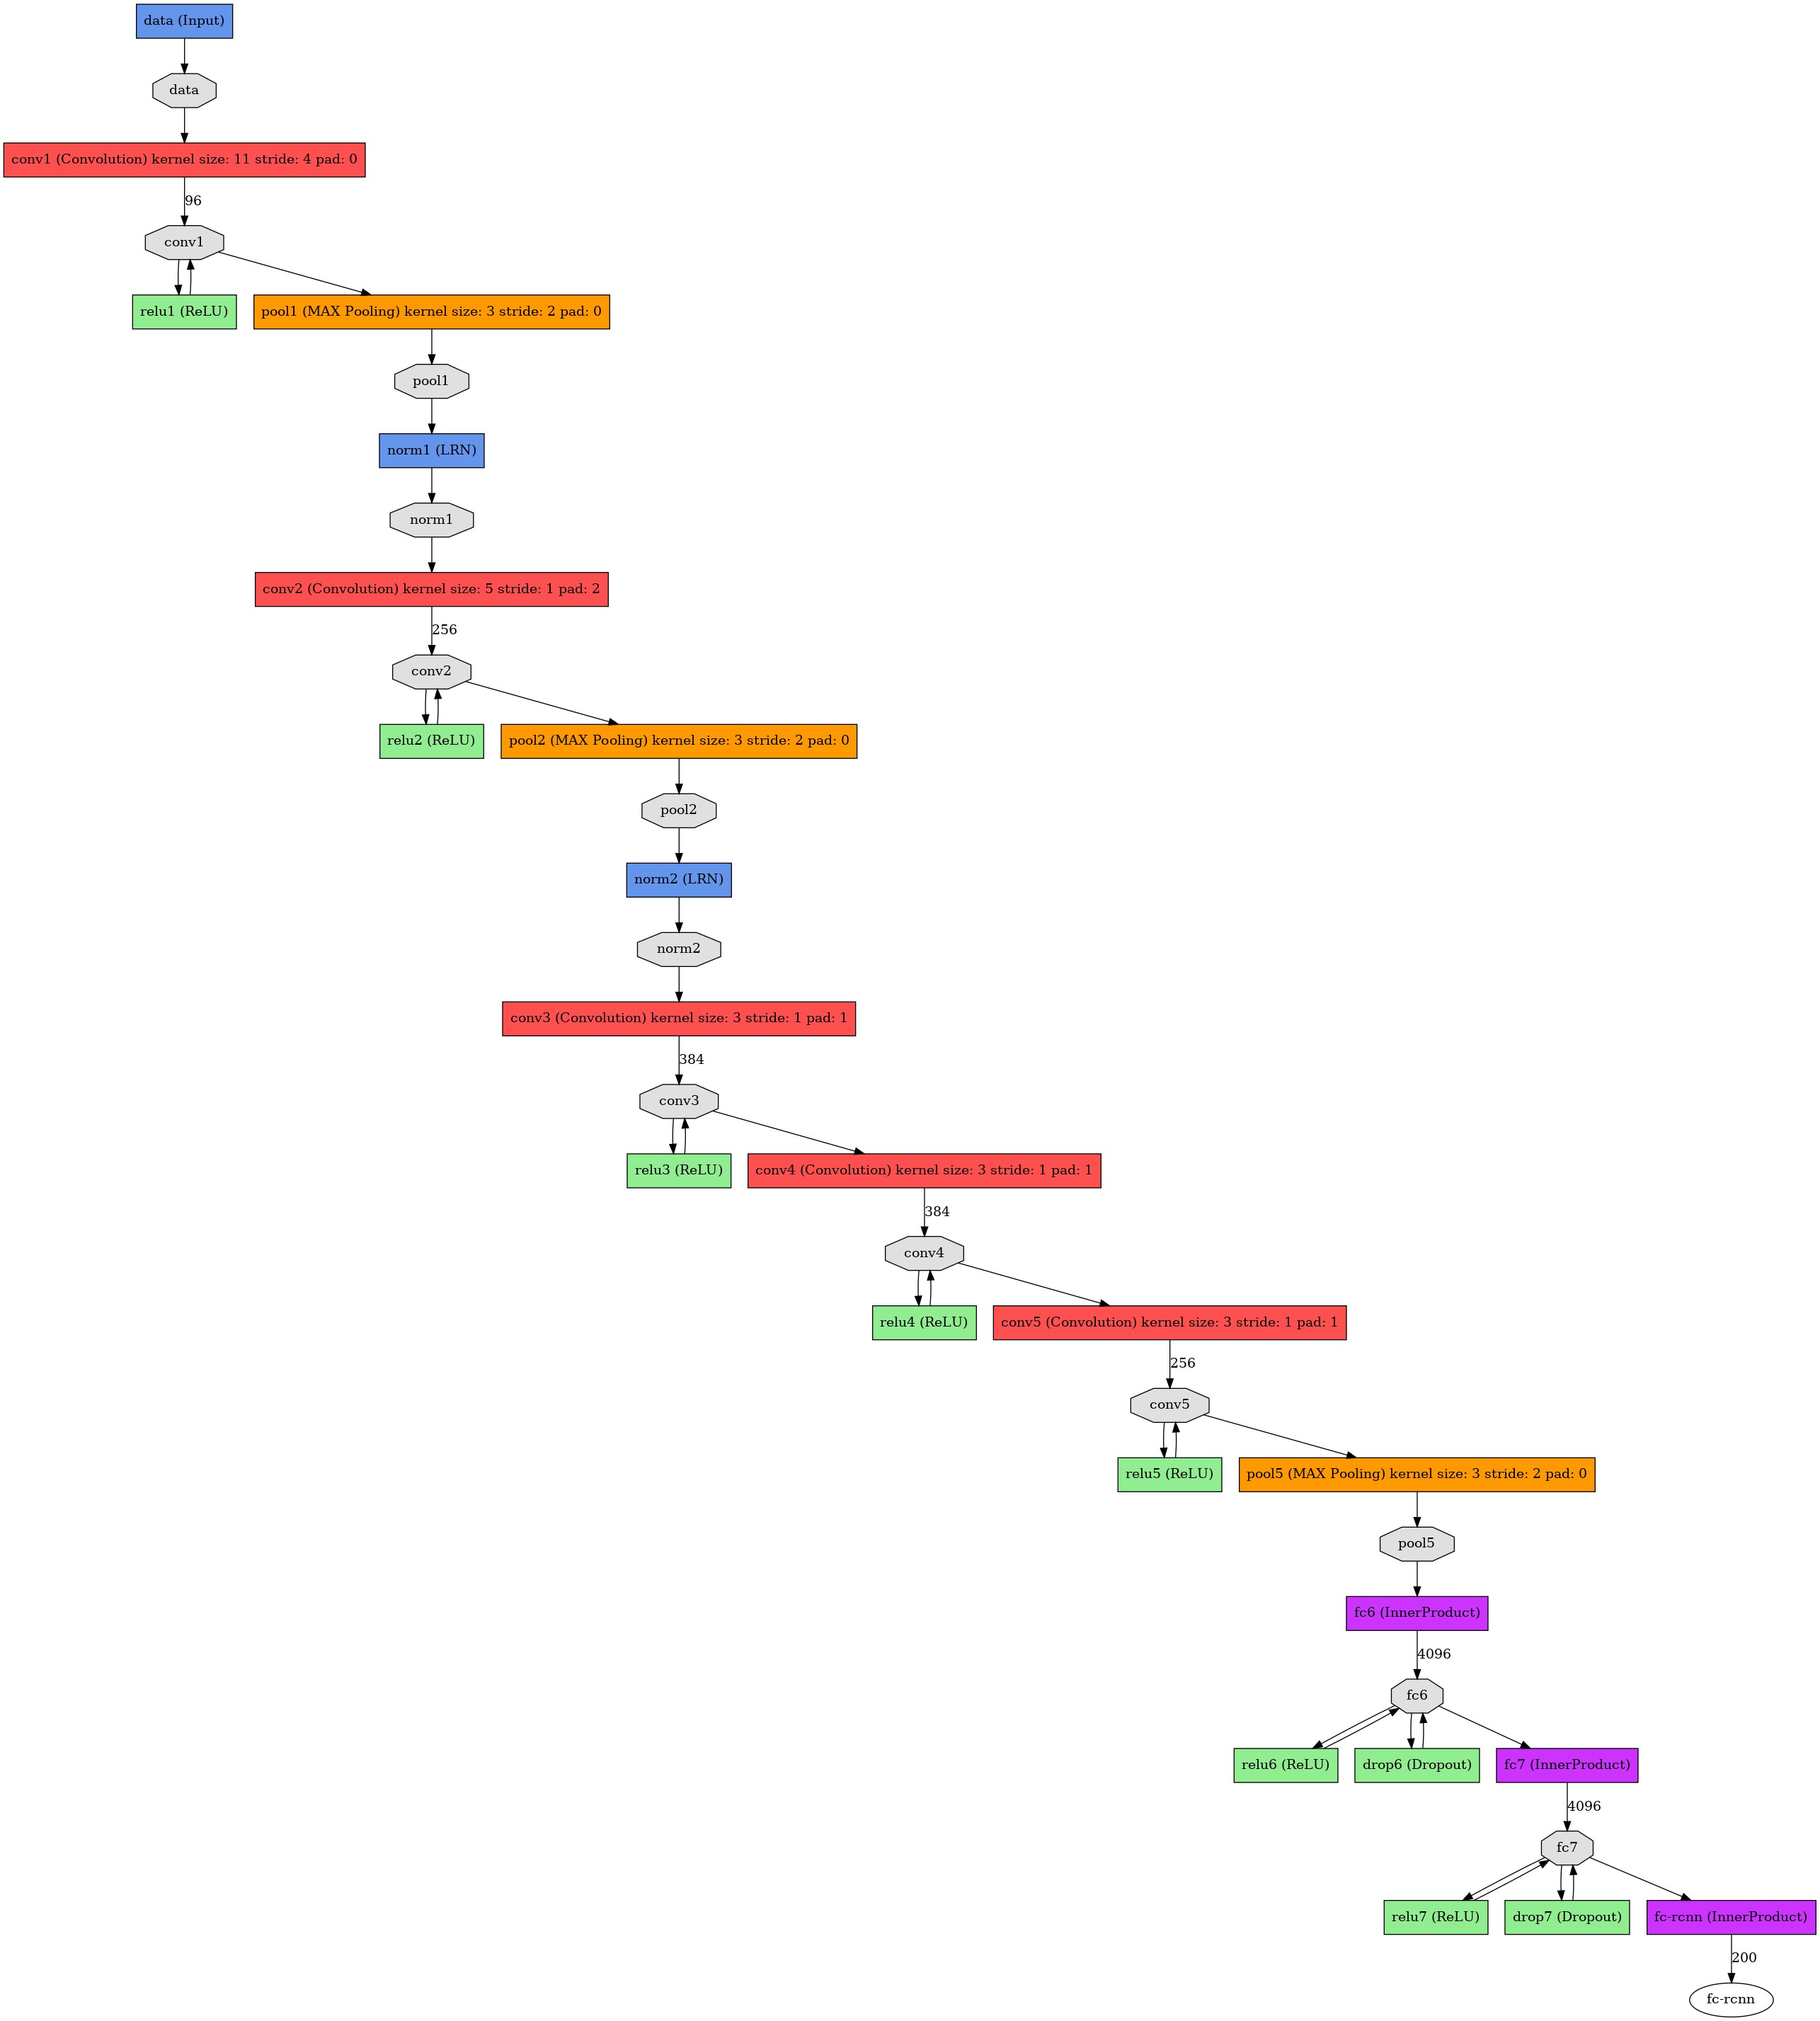 data (Input)
data
conv1 (Convolution) kernel size: 11 stride: 4 pad: 0
96
conv1
relu1 (ReLU)
pool1 (MAX Pooling) kernel size: 3 stride: 2 pad: 0
pool1
norm1 (LRN)
norm1
conv2 (Convolution) kernel size: 5 stride: 1 pad: 2
256
conv2
relu2 (ReLU)
pool2 (MAX Pooling) kernel size: 3 stride: 2 pad: 0
pool2
norm2 (LRN)
norm2
conv3 (Convolution) kernel size: 3 stride: 1 pad: 1
384
conv3
relu3 (ReLU)
conv4 (Convolution) kernel size: 3 stride: 1 pad: 1
384
conv4
relu4 (ReLU)
conv5 (Convolution) kernel size: 3 stride: 1 pad: 1
256
conv5
relu5 (ReLU)
pool5 (MAX Pooling) kernel size: 3 stride: 2 pad: 0
pool5
fc6 (InnerProduct)
4096
fc6
relu6 (ReLU)
drop6 (Dropout)
fc7 (InnerProduct)
4096
fc7
relu7 (ReLU)
drop7 (Dropout)
fc-rcnn (InnerProduct)
200
fc-rcnn